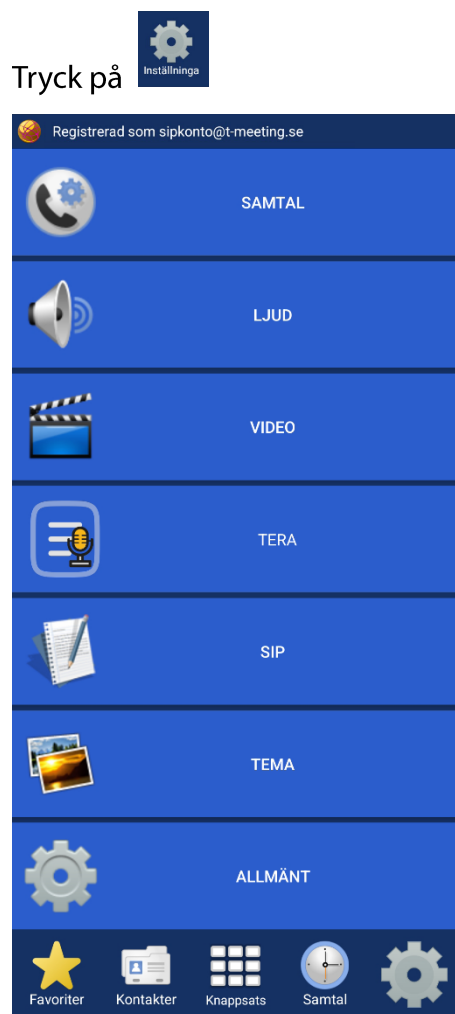 Tryck på
Inställninga
Registrerad som sipkonto@t-meeting.se
SAMTAL
LJUD
VIDEO
TERA
SIP
TEMA
ALLMÄNT
Favoriter Kontakter Knappsats Samtal